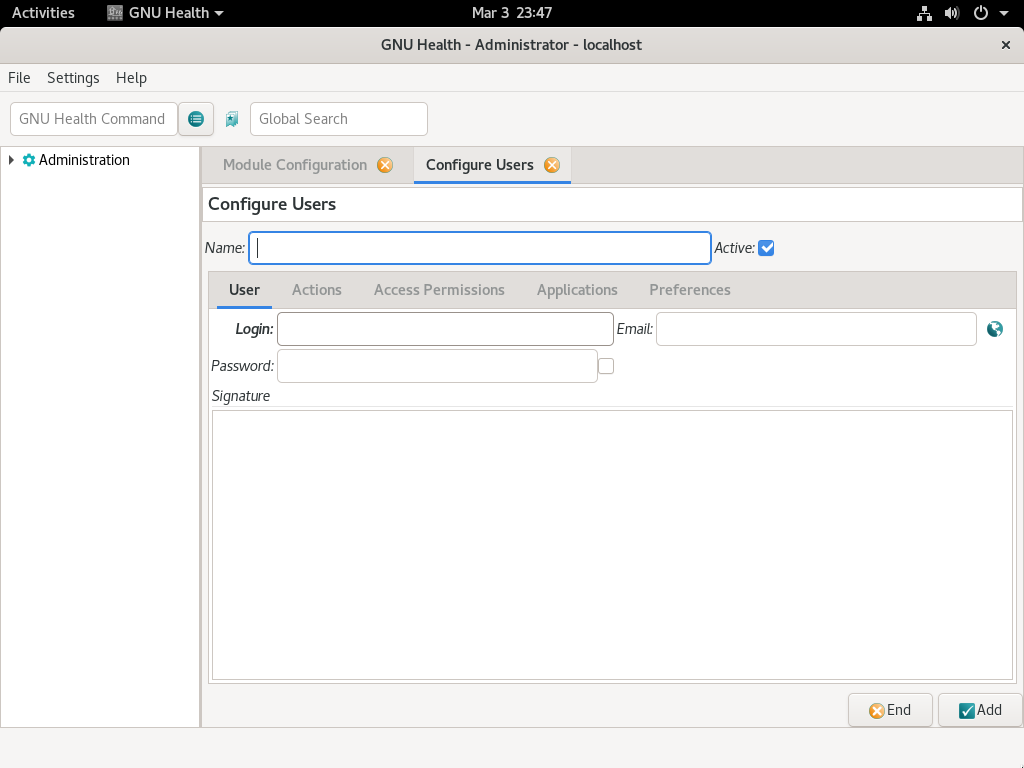 Activities GNU Health Mar 3 23:47
GNU Health - Administrator - localhost
File Settings Help
GNU Health Command Global Search
Administration
Module Configuration Configure Users
Configure Users
Name: Active:
User Actions Access Permissions Applications Preferences
Login: Email:
Password:
Signature
End Add